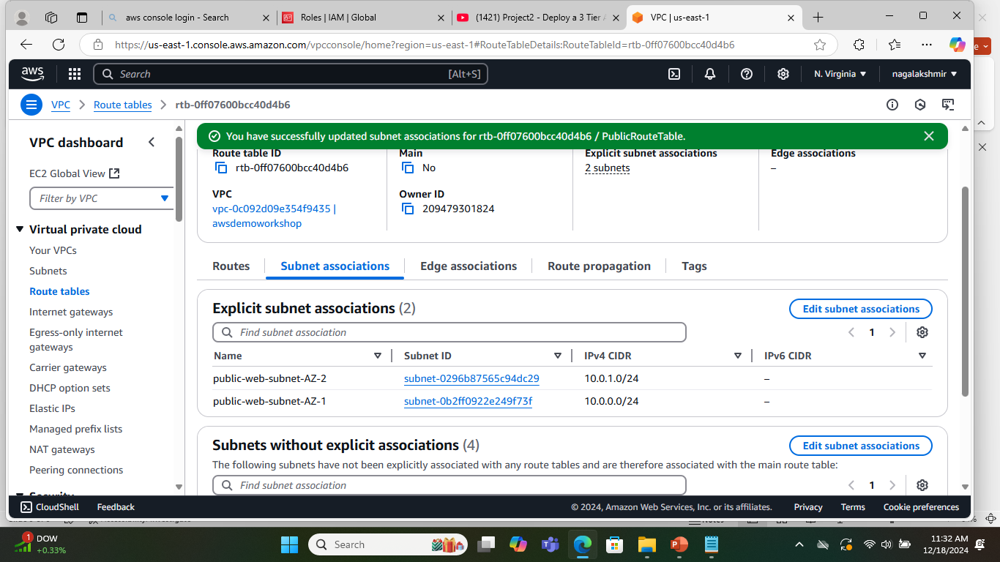 aws console login - Search
Roles | IAM | Global
(1421) Project2 - Deploy a 3 Tier
VPC | us-east-1
https://us-east-1.console.aws.amazon.com/vpcconsole/home?region=us-east-1#RouteTableDetails:RouteTableId=rtb-0ff07600bcc40d4b6
aws
Search
[Alt+S]
N. Virginia
nagalakshmir
VPC
Route tables
rtb-0ff07600bcc40d4b6
VPC dashboard
EC2 Global View
Filter by VPC
Virtual private cloud
Your VPCs
Subnets
Route tables
Internet gateways
Egress-only internet
gateways
Carrier gateways
DHCP option sets
Elastic IPs
Managed prefix lists
NAT gateways
Peering connections
Security
You have successfully updated subnet associations for rtb-0ff07600bcc40d4b6 / PublicRouteTable.
Route table ID
rtb-0ff07600bcc40d4b6
Main
No
Explicit subnet associations
2 subnets
Edge associations
–
VPC
vpc-0c092d09e354f9435 |
awsdemoworkshop
Owner ID
209479301824
Routes
Subnet associations
Edge associations
Route propagation
Tags
Explicit subnet associations (2)
Edit subnet associations
Find subnet association
1
Name
Subnet ID
IPv4 CIDR
IPv6 CIDR
public-web-subnet-AZ-2
subnet-0296b87565c94dc29
10.0.1.0/24
–
public-web-subnet-AZ-1
subnet-0b2ff0922e249f73f
10.0.0.0/24
–
Subnets without explicit associations (4)
Edit subnet associations
The following subnets have not been explicitly associated with any route tables and are therefore associated with the main route table:
Find subnet association
1
CloudShell
Feedback
© 2024, Amazon Web Services, Inc. or its affiliates.
Privacy
Terms
Cookie preferences
1
DOW
+0.33%
Search
11:32 AM
12/18/2024